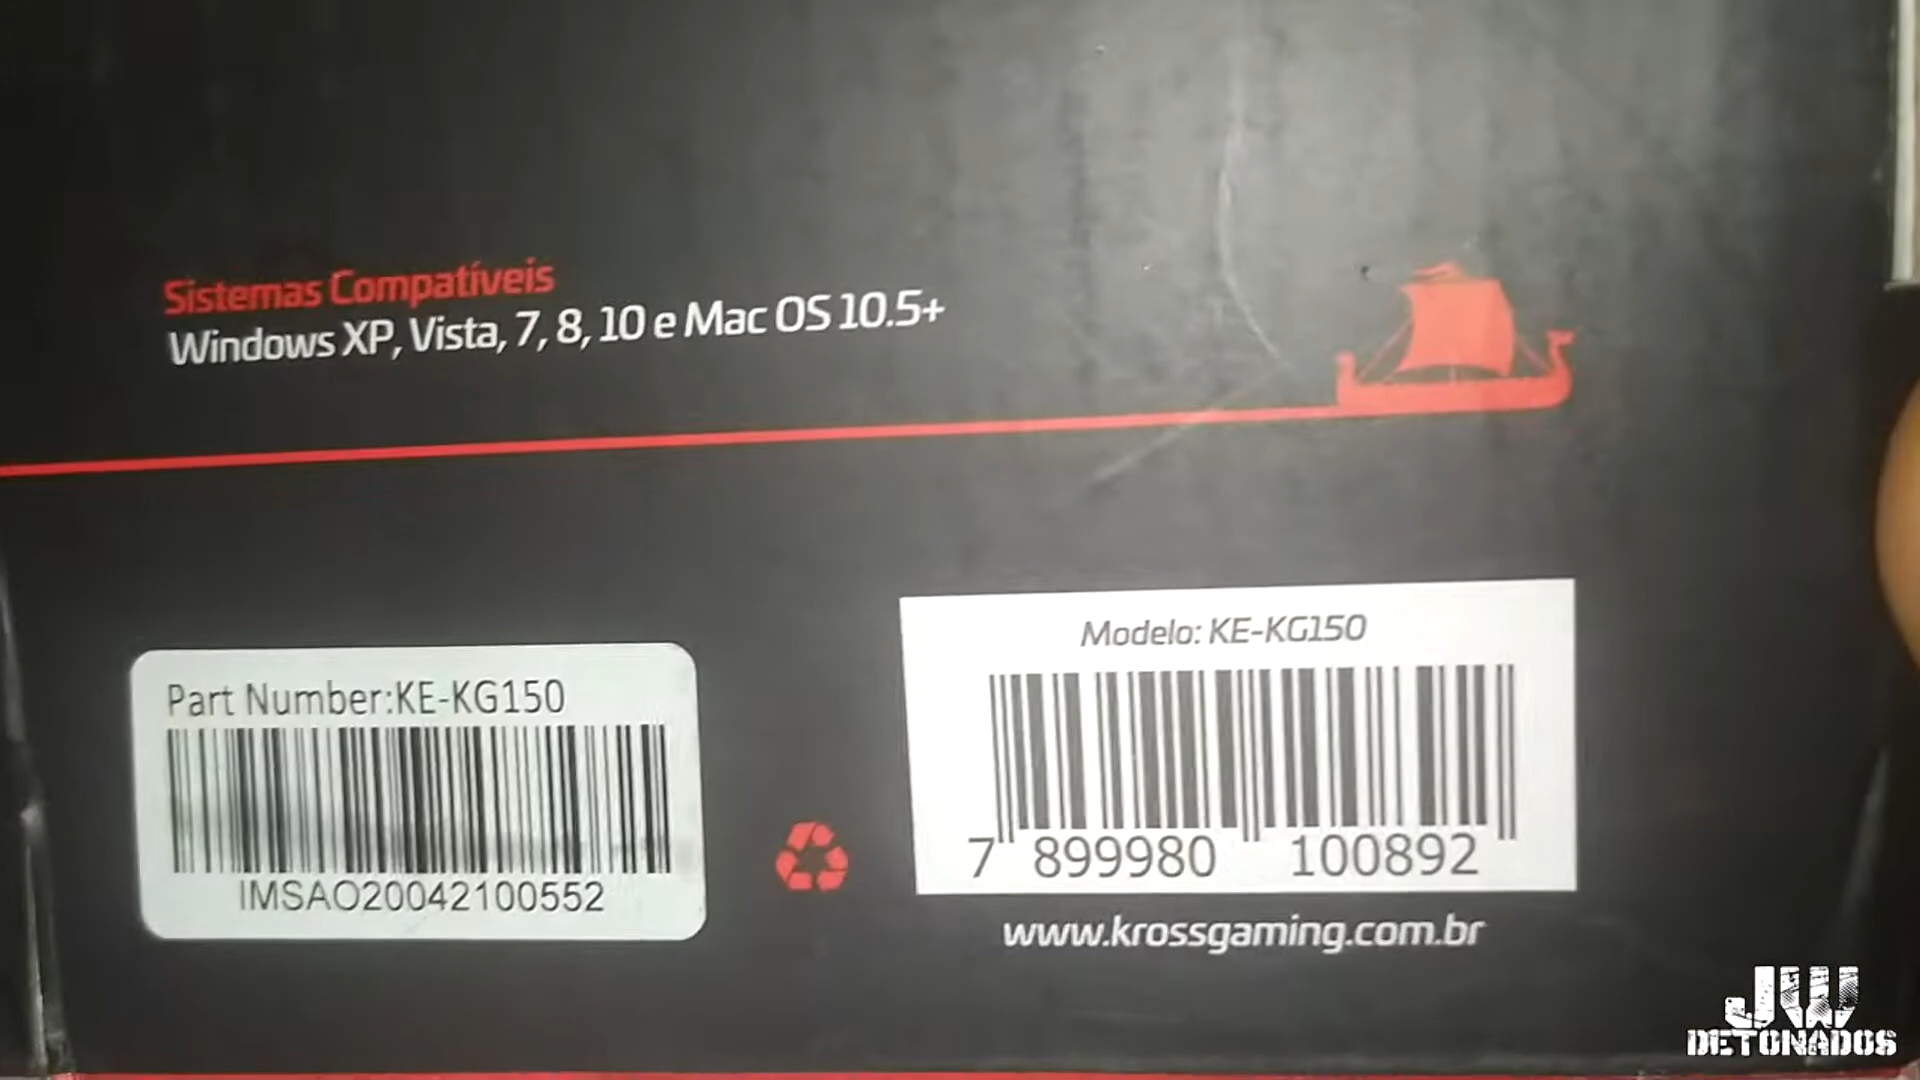 Sistemas Compatíveis
Windows XP, Vista, 7, 8, 10 e Mac OS 10.5+
Part Number:KE-KG150
IMSAO20042100552
Modelo: KE-KG150
7 899980 100892
www.krossgaming.com.br
JW
DETONADOS